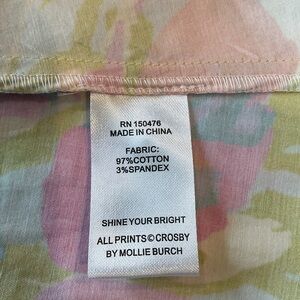 RN 150476
MADE IN CHINA
FABRIC:
97%COTTON
3%SPANDEX
SHINE YOUR BRIGHT
ALL PRINTS©CROSBY
BY MOLLIE BURCH